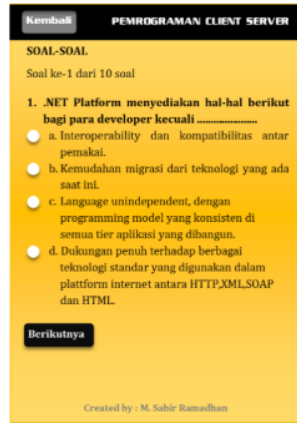 Kembali
PEMROGRAMAN CLIENT SERVER
SOAL-SOAL
Soal ke-1 dari 10 soal
1. .NET Platform menyediakan hal-hal berikut
bagi para developer kecuali ......................
a. Interoperability dan kompatibilitas antar
pemakai.
b. Kemudahan migrasi dari teknologi yang ada
saat ini.
c. Language unindependent, dengan
programming model yang konsisten di
semua tier aplikasi yang dibangun.
d. Dukungan penuh terhadap berbagai
teknologi standar yang digunakan dalam
plattform internet antara HTTP,XML,SOAP
dan HTML.
Berikutnya
Created by : M. Sabir Ramadhan